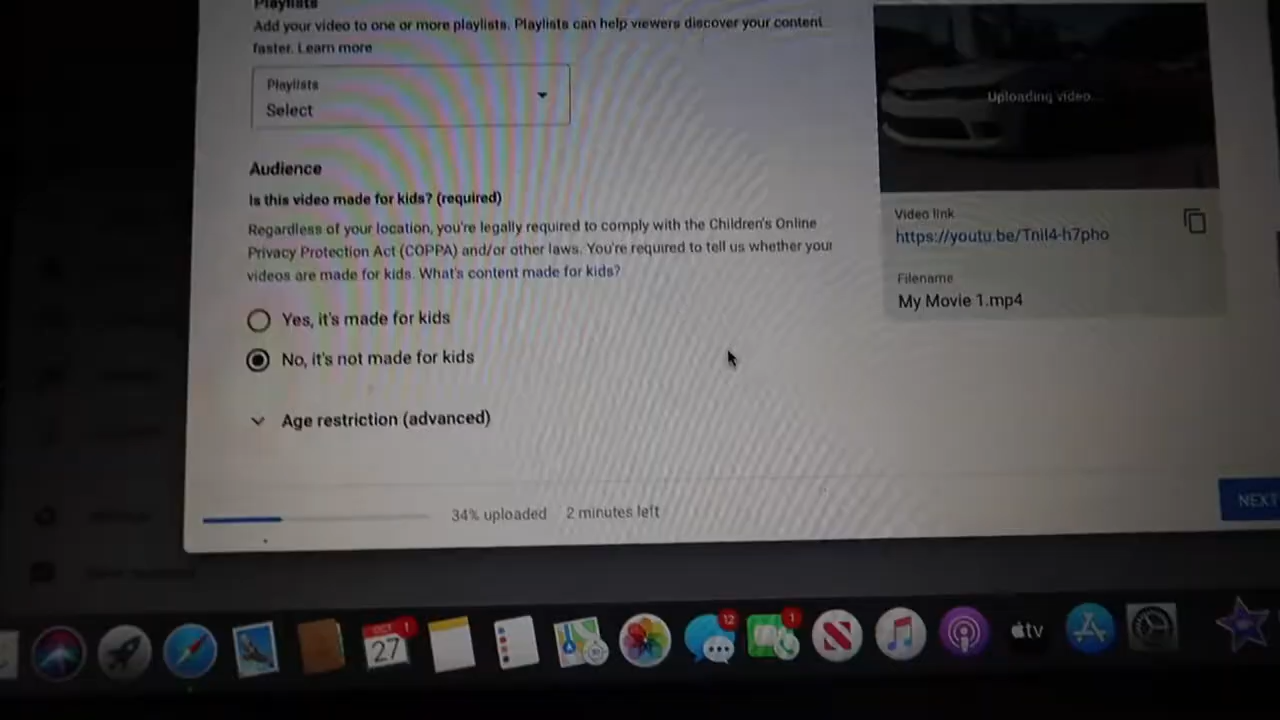 Playlists
Add your video to one or more playlists. Playlists can help viewers discover your content
faster. Learn more
Playlists
Select
Audience
Is this video made for kids? (required)
Regardless of your location, you're legally required to comply with the Children's Online
Privacy Protection Act (COPPA) and/or other laws. You're required to tell us whether your
videos are made for kids. What's content made for kids?
Yes, it's made for kids
No, it's not made for kids
Age restriction (advanced)
34% uploaded 2 minutes left
Uploading video...
Video link
https://youtu.be/Tnil4-h7pho
Filename
My Movie 1.mp4
NEXT
OCT
27
1
12
1
tv